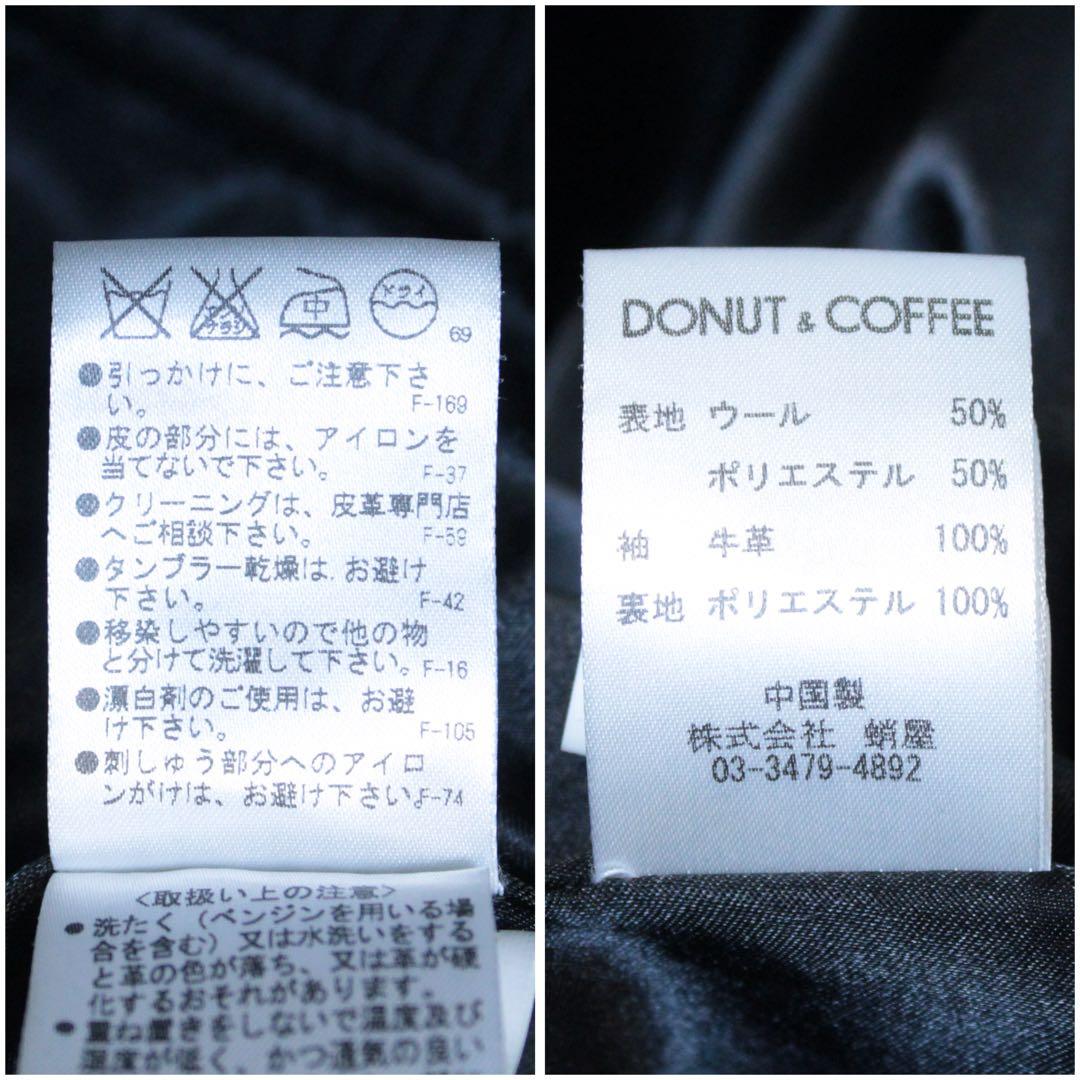 エンソ
サラシ
中
ドライ
69
●引っかけに、ご注意下さ
い。 F-169
●皮の部分には、アイロンを
当てないで下さい。 F-37
●クリーニングは、皮革専門店
へご相談下さい。 F-59
●タンブラー乾燥は、お避け
下さい。 F-42
●移染しやすいので他の物
と分けて洗濯して下さい。 F-16
●漂白剤のご使用は、お避
け下さい。 F-105
●刺しゅう部分へのアイロ
ンがけは、お避け下さい。F-74
<取扱い上の注意>
●洗たく(ベンジンを用いる場
合を含む)又は水洗いをする
と革の色が落ち、又は革が硬
化するおそれがあります。
●重ね置きをしないで温度及び
湿度が低く、かつ通気の良い
DONUT & COFFEE
表地 ウール 50%
ポリエステル 50%
袖 牛革 100%
裏地 ポリエステル 100%
中国製
株式会社 蛸屋
03-3479-4892